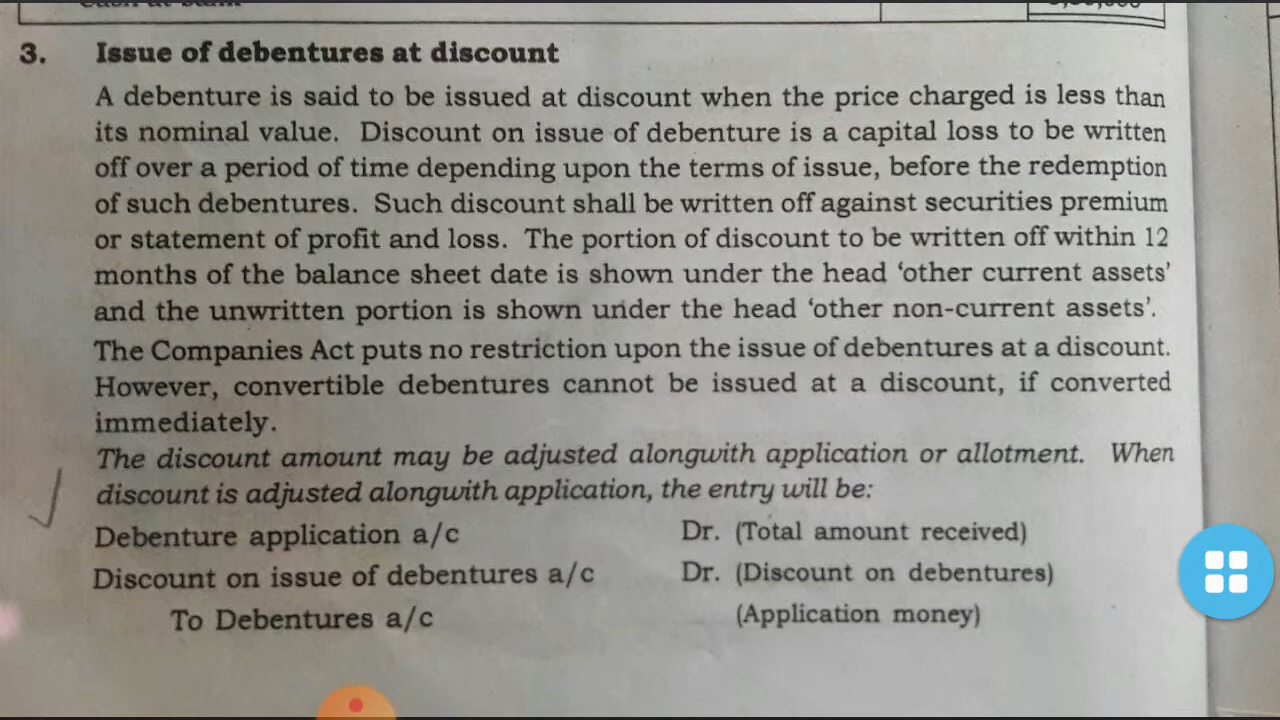 3. Issue of debentures at discount
A debenture is said to be issued at discount when the price charged is less than
its nominal value. Discount on issue of debenture is a capital loss to be written
off over a period of time depending upon the terms of issue, before the redemption
of such debentures. Such discount shall be written off against securities premium
or statement of profit and loss. The portion of discount to be written off within 12
months of the balance sheet date is shown under the head ‘other current assets’
and the unwritten portion is shown under the head ‘other non-current assets’.
The Companies Act puts no restriction upon the issue of debentures at a discount.
However, convertible debentures cannot be issued at a discount, if converted
immediately.
The discount amount may be adjusted alongwith application or allotment. When
discount is adjusted alongwith application, the entry will be:
Debenture application a/c Dr. (Total amount received)
Discount on issue of debentures a/c Dr. (Discount on debentures)
To Debentures a/c (Application money)